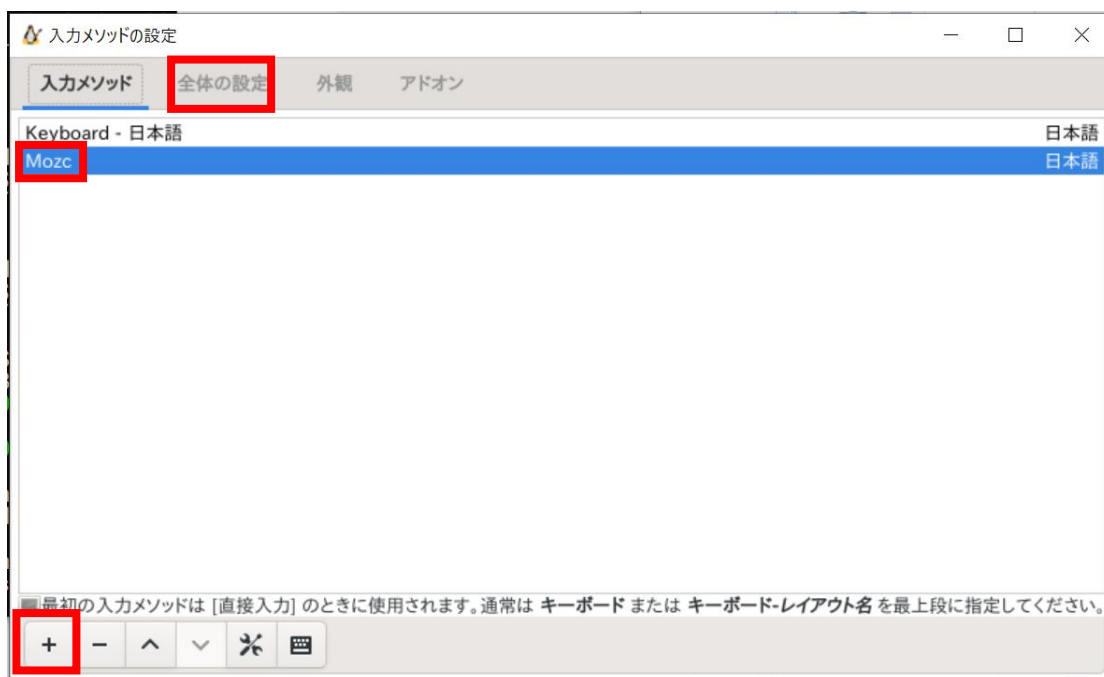 入力メソッドの設定
入力メソッド 全体の設定 外観 アドオン
Keyboard - 日本語 日本語
Mozc 日本語
最初の入力メソッドは [直接入力] のときに使用されます。通常は キーボード または キーボード-レイアウト名 を最上段に指定してください。